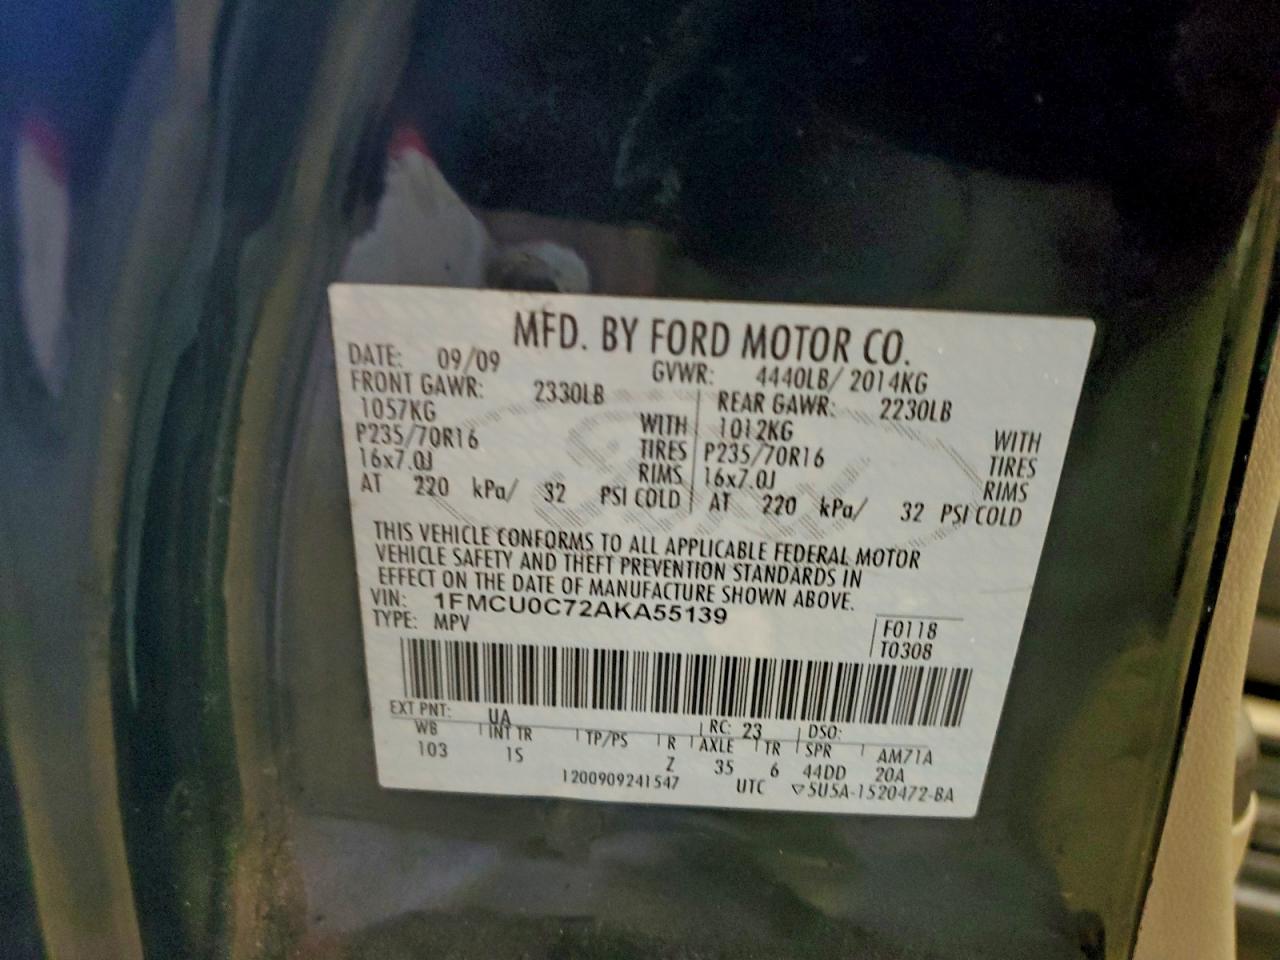 MFD. BY FORD MOTOR CO.
DATE: 09/09 GVWR: 4440LB/ 2014KG
FRONT GAWR: 2330LB REAR GAWR: 2230LB
1057KG WITH 1012KG WITH
P235/70R16 TIRES P235/70R16 TIRES
16x7.0J RIMS 16x7.0J RIMS
AT 220 kPa/ 32 PSI COLD AT 220 kPa/ 32 PSI COLD
THIS VEHICLE CONFORMS TO ALL APPLICABLE FEDERAL MOTOR
VEHICLE SAFETY AND THEFT PREVENTION STANDARDS IN
EFFECT ON THE DATE OF MANUFACTURE SHOWN ABOVE.
VIN: 1FMCU0C72AKA55139
TYPE: MPV
F0118
T0308
EXT PNT: UA RC: 23 DSO:
WB INT TR TP/PS R AXLE TR SPR AM71A
103 15 Z 35 6 44DD 20A
1200909241547 UTC ▽5U5A-1520472-BA